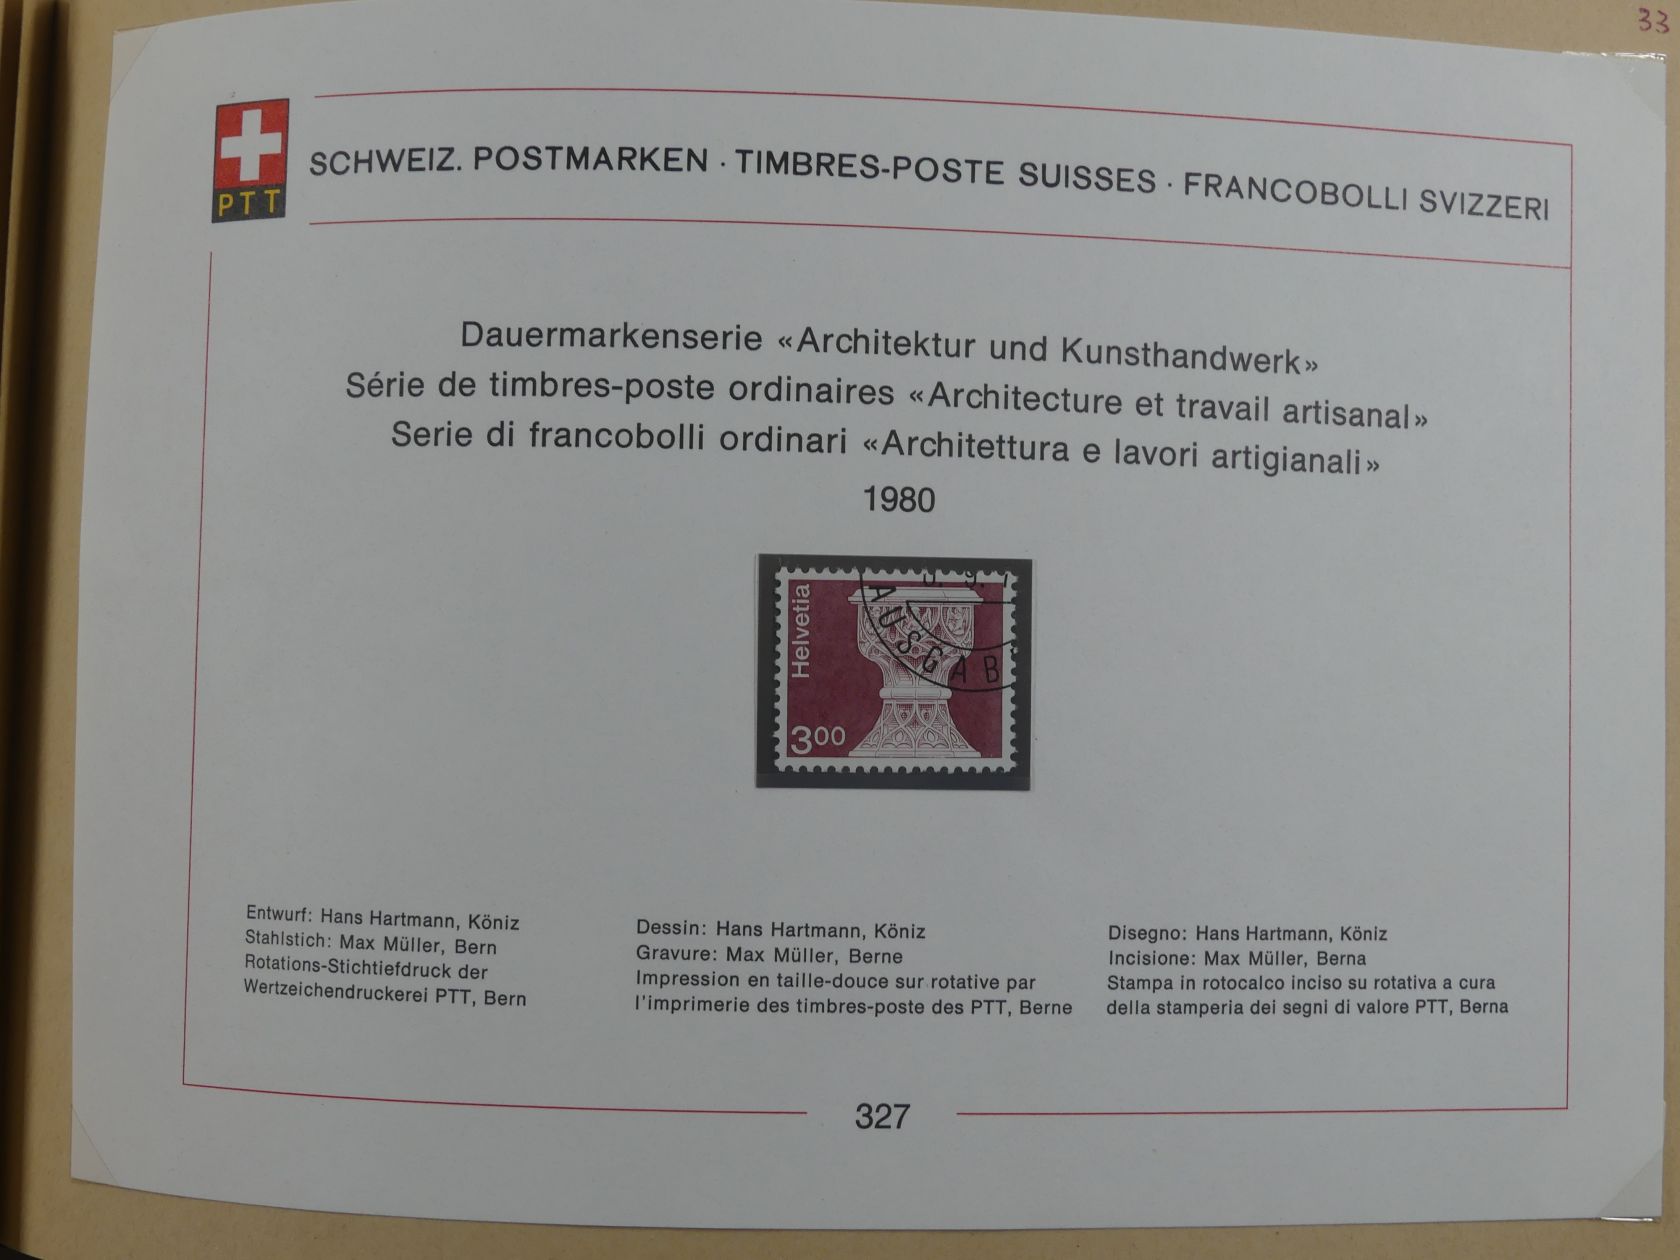 33
PTT
SCHWEIZ. POSTMARKEN · TIMBRES-POSTE SUISSES · FRANCOBOLLI SVIZZERI
Dauermarkenserie «Architektur und Kunsthandwerk»
Série de timbres-poste ordinaires «Architecture et travail artisanal»
Serie di francobolli ordinari «Architettura e lavori artigianali»
1980
Helvetia
AUSGAB
3⁰⁰
Entwurf: Hans Hartmann, Köniz
Stahlstich: Max Müller, Bern
Rotations-Stichtiefdruck der
Wertzeichendruckerei PTT, Bern
Dessin: Hans Hartmann, Köniz
Gravure: Max Müller, Berne
Impression en taille-douce sur rotative par
l'imprimerie des timbres-poste des PTT, Berne
Disegno: Hans Hartmann, Köniz
Incisione: Max Müller, Berna
Stampa in rotocalco inciso su rotativa a cura
della stamperia dei segni di valore PTT, Berna
327